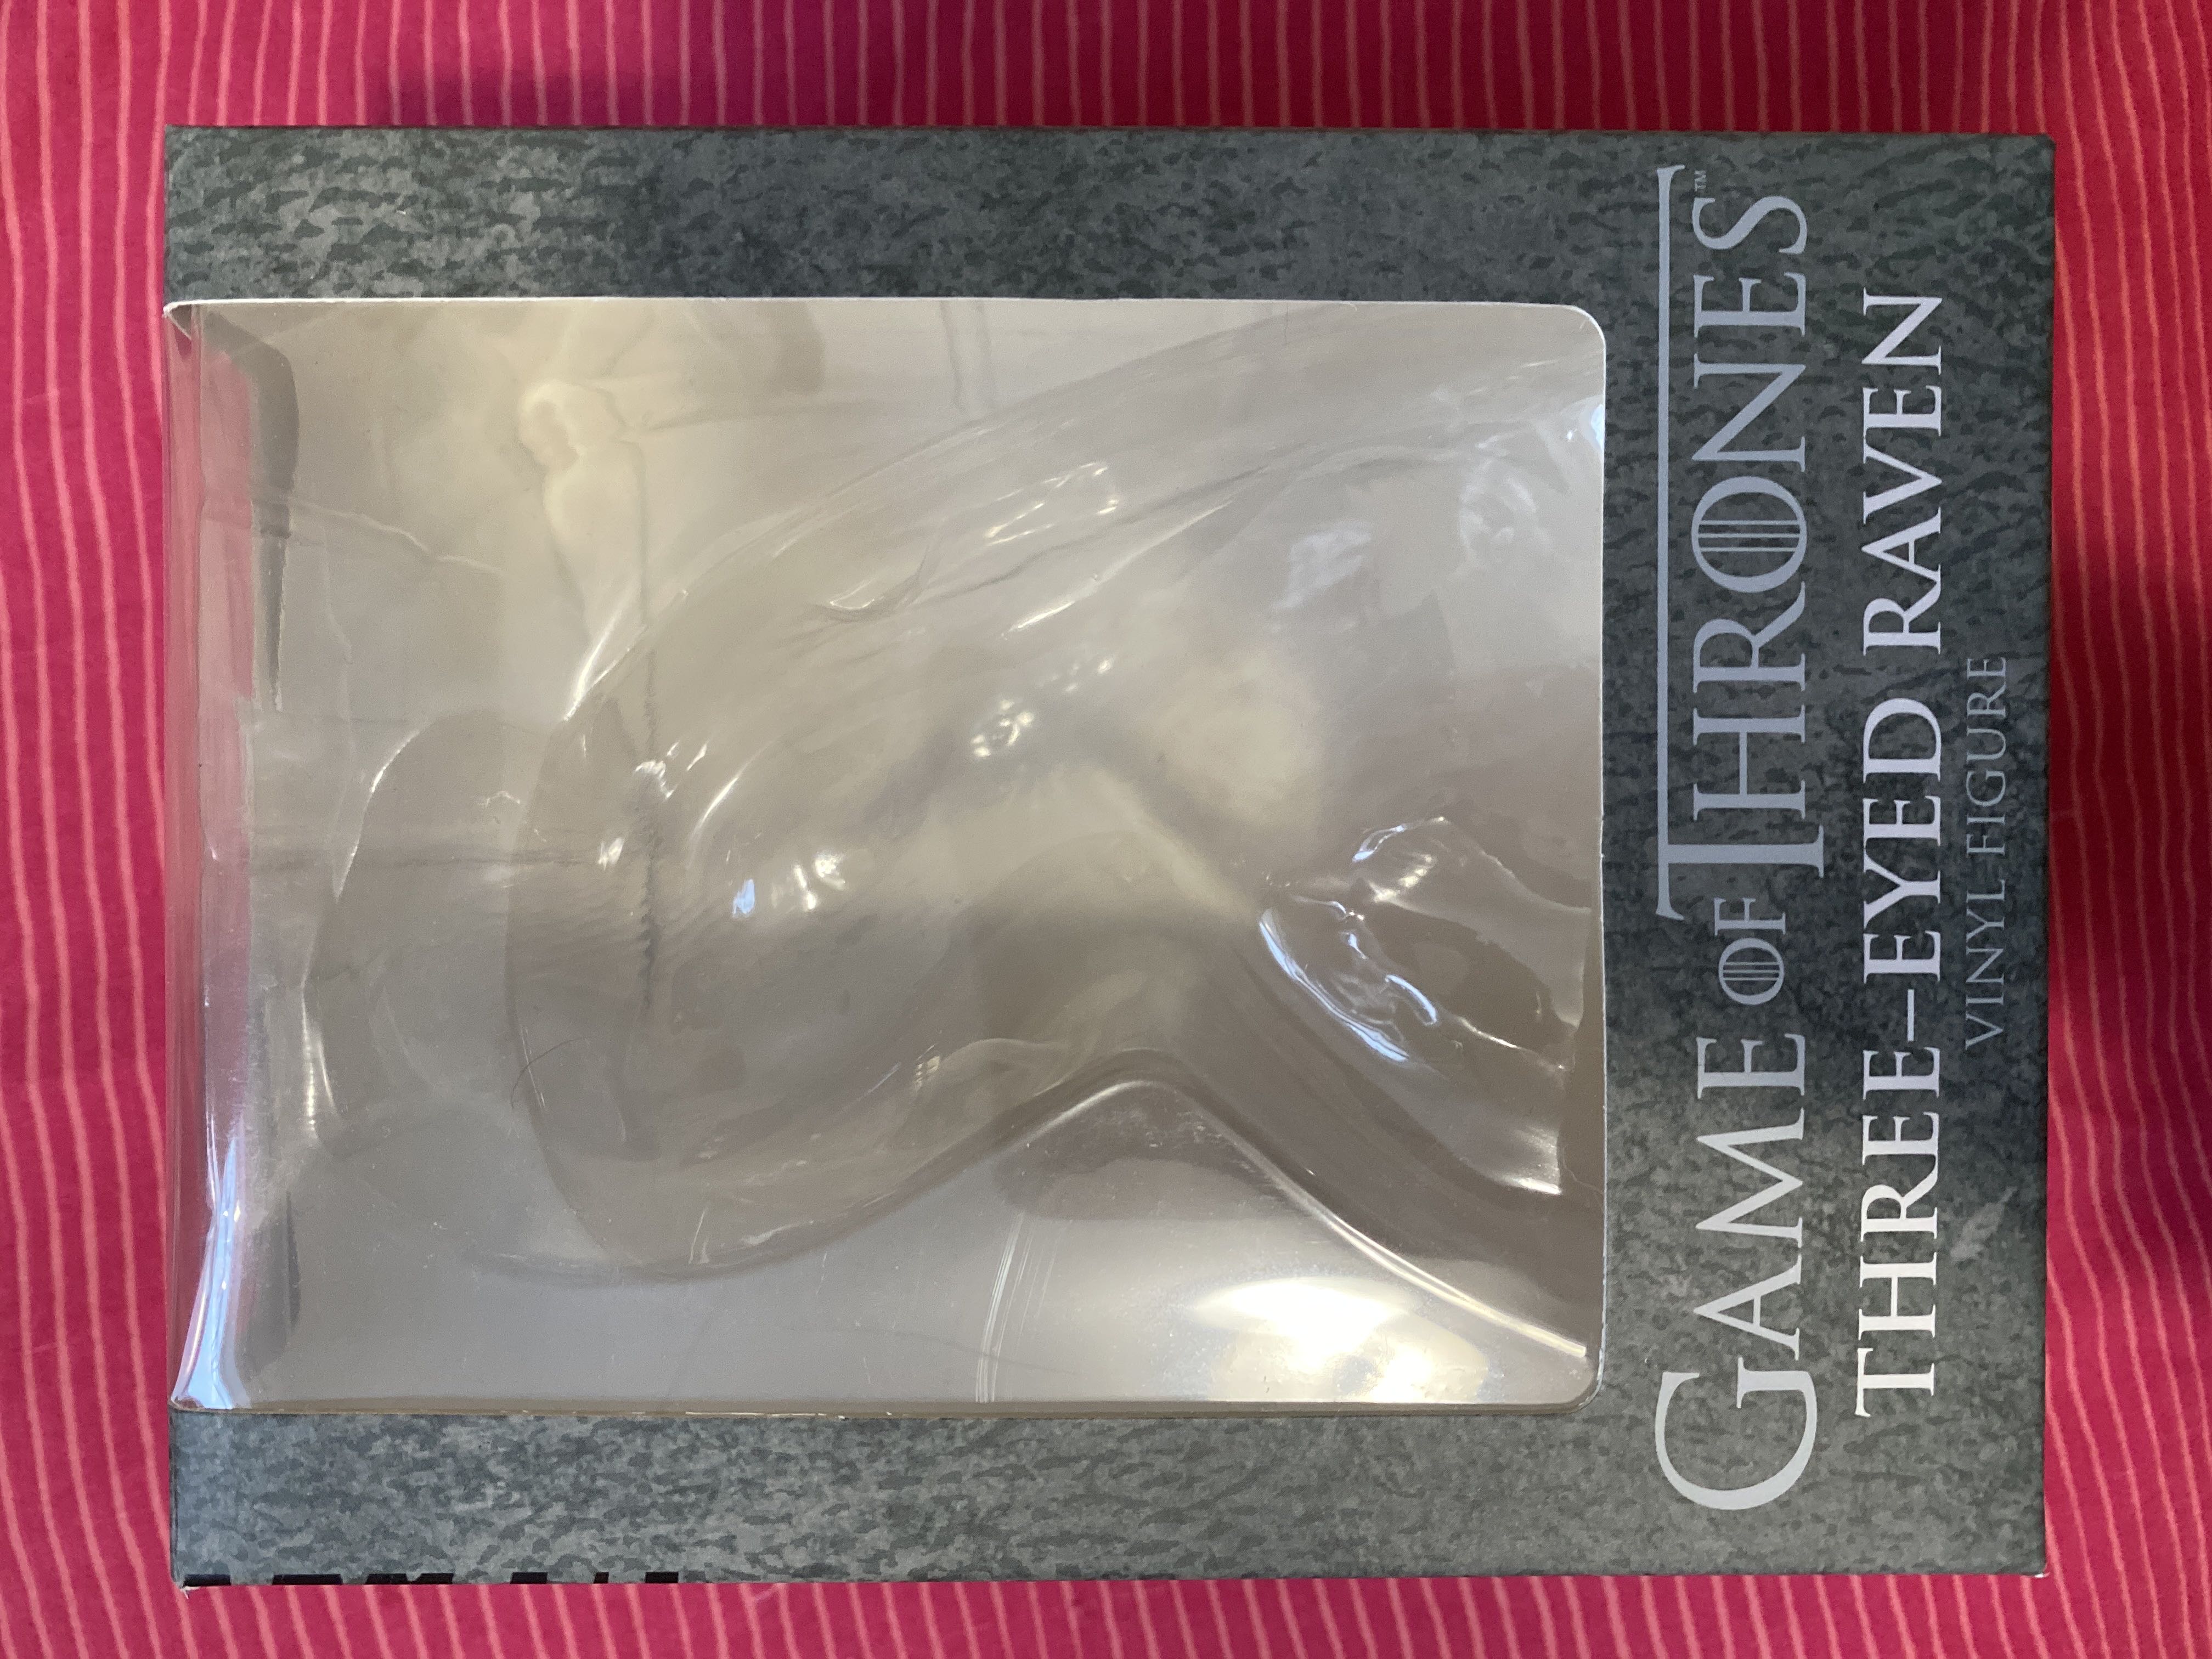 GAME OF THRONES™
THREE-EYED RAVEN
VINYL FIGURE